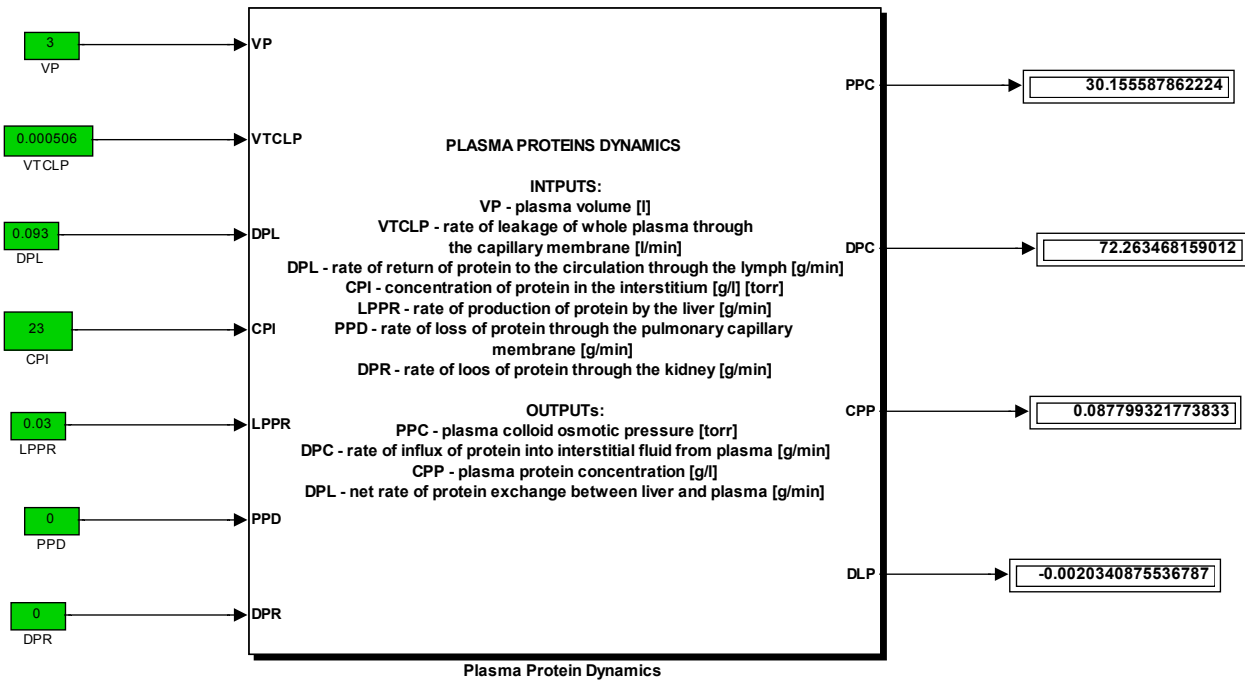 3
VP
0.000506
VTCLP
0.093
DPL
23
CPI
0.03
LPPR
0
PPD
0
DPR
VP
VTCLP
DPL
CPI
LPPR
PPD
DPR
PLASMA PROTEINS DYNAMICS
INTPUTS:
VP - plasma volume [l]
VTCLP - rate of leakage of whole plasma through
the capillary membrane [l/min]
DPL - rate of return of protein to the circulation through the lymph [g/min]
CPI - concentration of protein in the interstitium [g/l] [torr]
LPPR - rate of production of protein by the liver [g/min]
PPD - rate of loss of protein through the pulmonary capillary
membrane [g/min]
DPR - rate of loos of protein through the kidney [g/min]
OUTPUTs:
PPC - plasma colloid osmotic pressure [torr]
DPC - rate of influx of protein into interstitial fluid from plasma [g/min]
CPP - plasma protein concentration [g/l]
DPL - net rate of protein exchange between liver and plasma [g/min]
PPC
DPC
CPP
DLP
30.155587862224
72.263468159012
0.087799321773833
-0.0020340875536787
Plasma Protein Dynamics